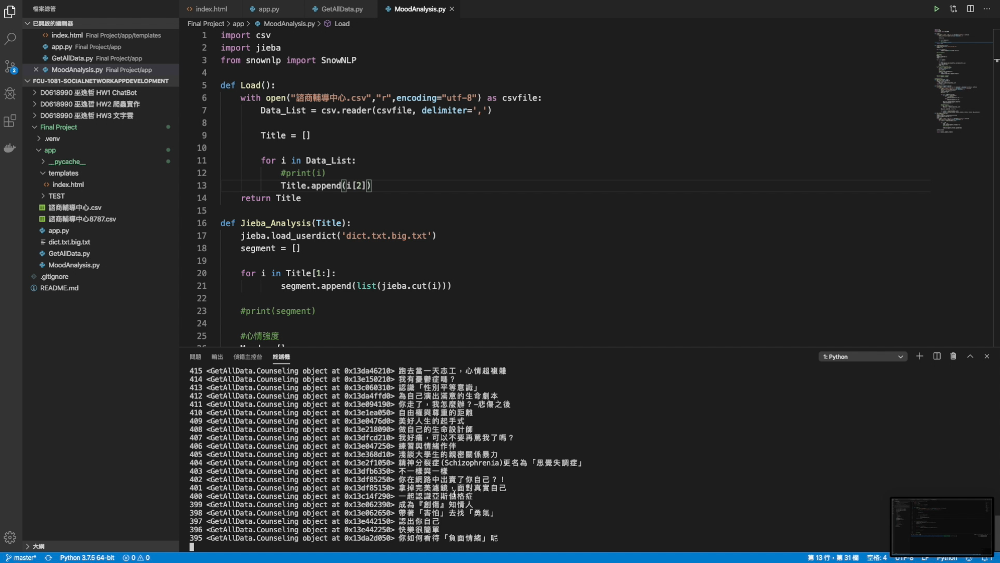 檔案總管
已開啟的編輯器
index.html Final Project/app/templates
app.py Final Project/app
GetAllData.py Final Project/app
MoodAnalysis.py Final Project/app
FCU-1081-SOCIALNETWORKAPPDEVELOPMENT
D0618990 巫逸哲 HW1 ChatBot
D0618990 巫逸哲 HW2 爬蟲實作
D0618990 巫逸哲 HW3 文字雲
Final Project
.venv
app
__pycache__
templates
index.html
TEST
諮商輔導中心.csv
諮商輔導中心8787.csv
app.py
dict.txt.big.txt
GetAllData.py
MoodAnalysis.py
.gitignore
README.md
大綱
2
index.html app.py GetAllData.py MoodAnalysis.py
Final Project > app > MoodAnalysis.py > Load
1 import csv
2 import jieba
3 from snownlp import SnowNLP
4
5 def Load():
6 with open("諮商輔導中心.csv","r",encoding="utf-8") as csvfile:
7 Data_List = csv.reader(csvfile, delimiter=',')
8
9 Title = []
10
11 for i in Data_List:
12 #print(i)
13 Title.append(i[2])
14 return Title
15
16 def Jieba_Analysis(Title):
17 jieba.load_userdict('dict.txt.big.txt')
18 segment = []
19
20 for i in Title[1:]:
21 segment.append(list(jieba.cut(i)))
22
23 #print(segment)
24
25 #心情強度
問題 輸出 偵錯主控台 終端機
1: Python
415 <GetAllData.Counseling object at 0x13da46210> 跑去當一天志工，心情超複雜
414 <GetAllData.Counseling object at 0x13e150210> 我有憂鬱症嗎？
413 <GetAllData.Counseling object at 0x13c060310> 認識「性別平等意識」
412 <GetAllData.Counseling object at 0x13da4ffd0> 為自己演出滿意的生命劇本
411 <GetAllData.Counseling object at 0x13e094190> 你走了，我怎麼辦？-悲傷之後
410 <GetAllData.Counseling object at 0x13e1ea050> 自由權與尊重的距離
409 <GetAllData.Counseling object at 0x13e0476d0> 美好人生的起手式
408 <GetAllData.Counseling object at 0x13e218090> 做自己的生命設計師
407 <GetAllData.Counseling object at 0x13dfcd210> 我好痛，可以不要再罵我了嗎？
406 <GetAllData.Counseling object at 0x13e047250> 練習與情緒作伴
405 <GetAllData.Counseling object at 0x13e368d10> 淺談大學生的親密關係暴力
404 <GetAllData.Counseling object at 0x13e2f1050> 精神分裂症(Schizophrenia)更名為「思覺失調症」
403 <GetAllData.Counseling object at 0x13dfb6350> 不一樣與一樣
402 <GetAllData.Counseling object at 0x13df85250> 你在網路中出賣了你自己？！
401 <GetAllData.Counseling object at 0x13df85150> 拿掉完美濾鏡，面對真實自己
400 <GetAllData.Counseling object at 0x13c14f290> 一起認識亞斯伯格症
399 <GetAllData.Counseling object at 0x13e062390> 成為『創傷』知情人
398 <GetAllData.Counseling object at 0x13e062650> 帶著「害怕」去找「勇氣」
397 <GetAllData.Counseling object at 0x13e442150> 認出你自己
396 <GetAllData.Counseling object at 0x13e442250> 快樂很簡單
395 <GetAllData.Counseling object at 0x13da2d050> 你如何看待「負面情緒」呢
master* Python 3.7.5 64-bit 0 0 第 13 行，第 31 欄 空格: 4 UTF-8 LF Python 1